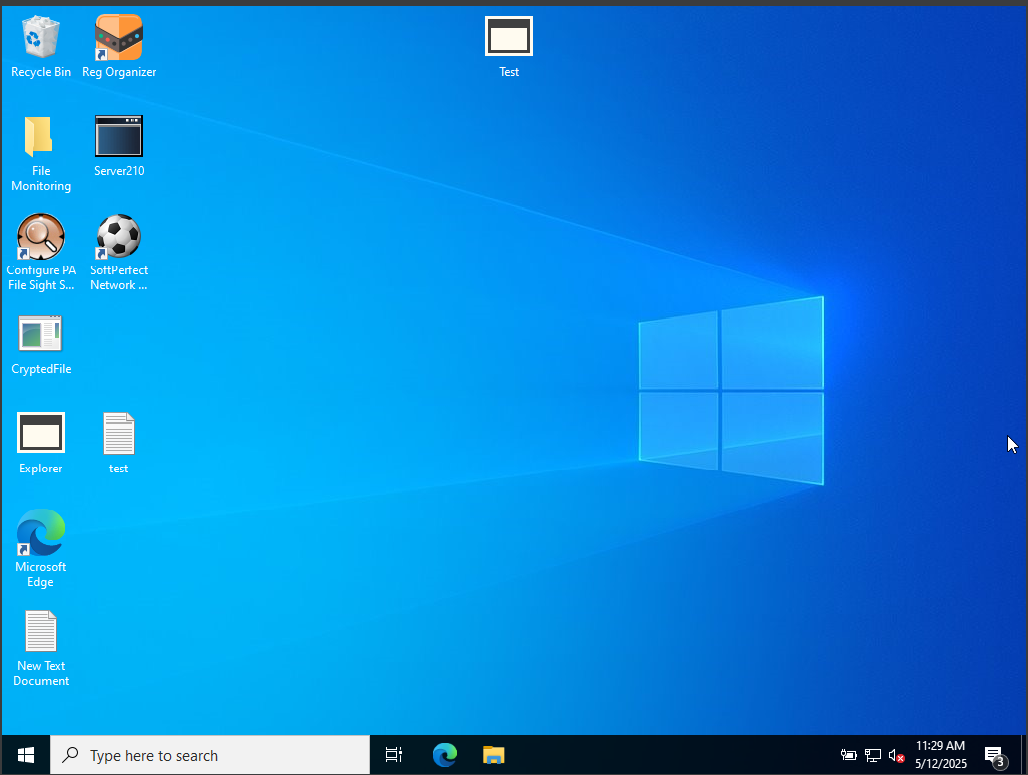 Recycle Bin
Reg Organizer
Test
File
Monitoring
Server210
Configure PA
File Sight S...
SoftPerfect
Network ...
CryptedFile
Explorer
test
Microsoft
Edge
New Text
Document
Type here to search
11:29 AM
5/12/2025
3